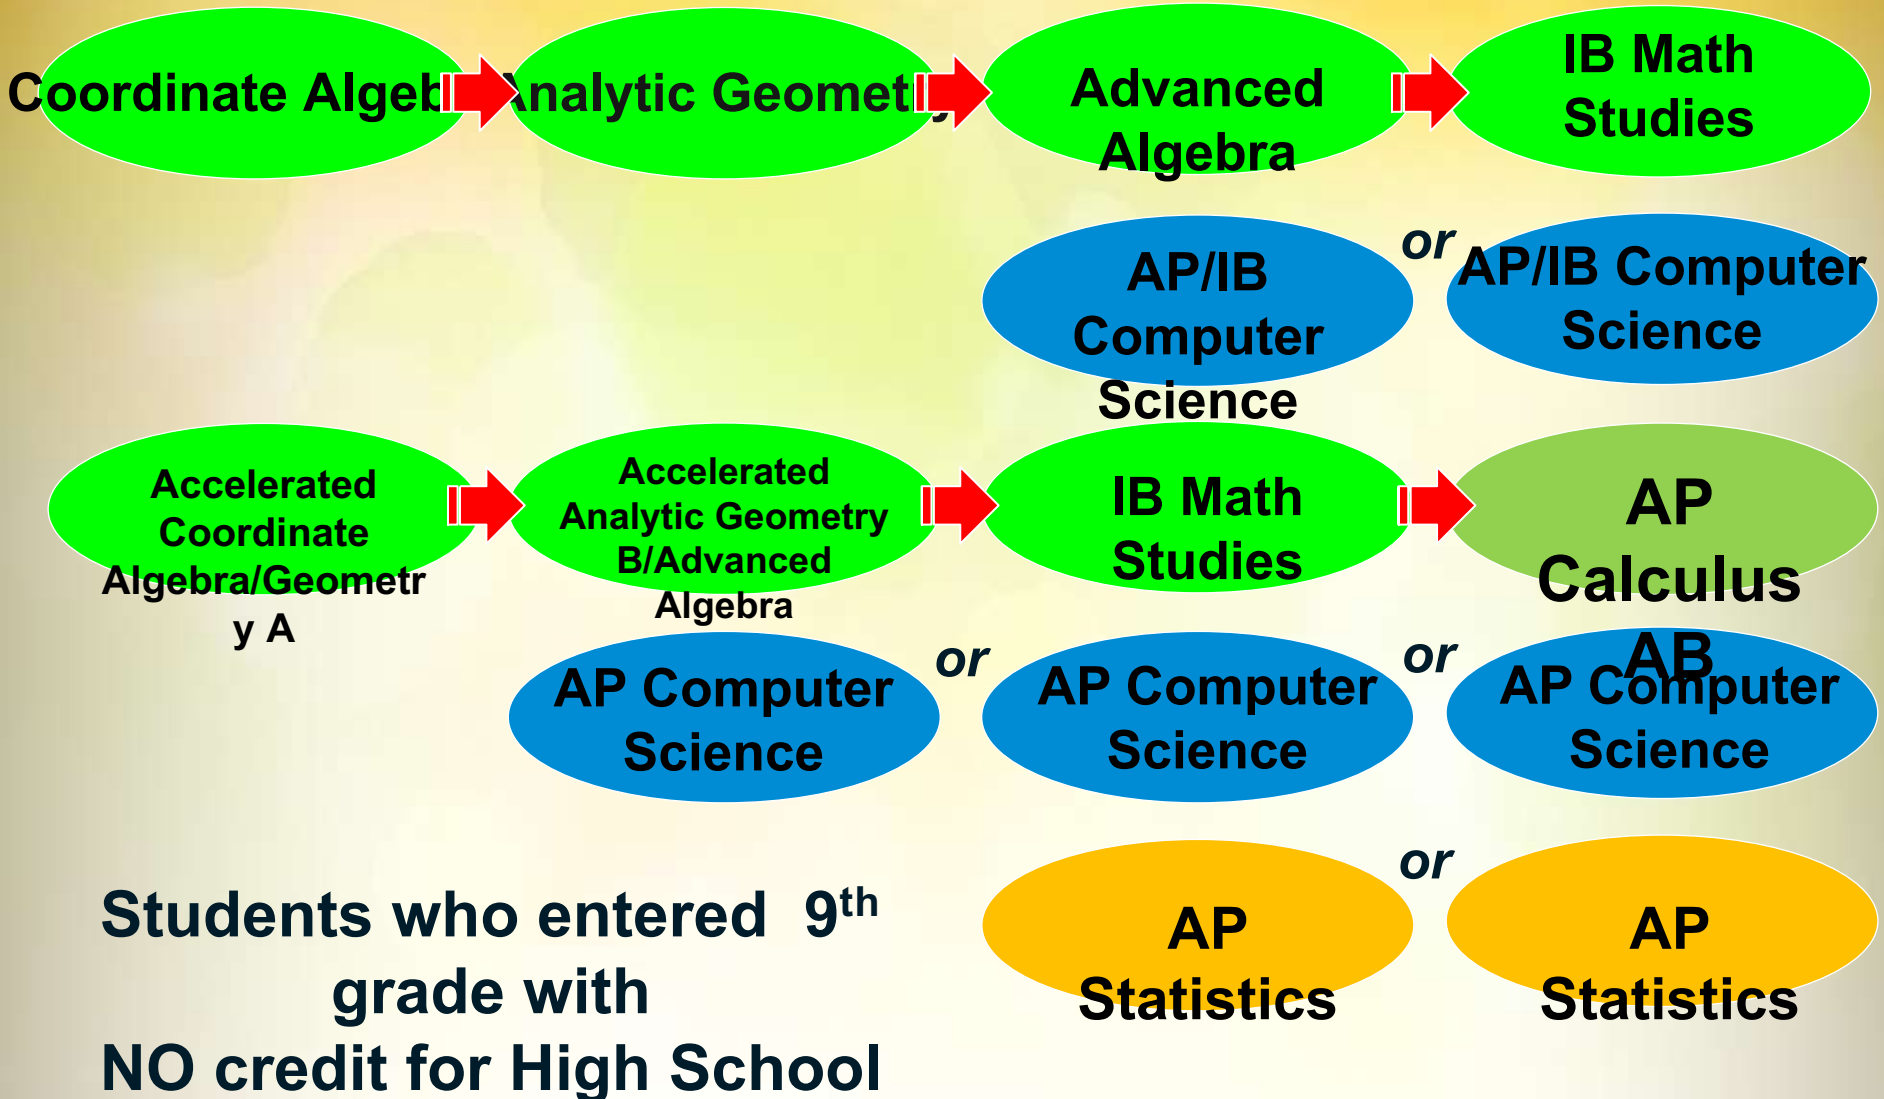 Coordinate Algeb
Analytic Geomet y
Advanced
Algebra
IB Math
Studies
AP/IB
Computer
Science
or
AP/IB Computer
Science
Accelerated
Coordinate
Algebra/Geometr
y A
Accelerated
Analytic Geometry
B/Advanced
Algebra
IB Math
Studies
AP
Calculus
AB
AP Computer
Science
or
AP Computer
Science
or
AP Computer
Science
Students who entered 9th
grade with
NO credit for High School
AP
Statistics
or
AP
Statistics